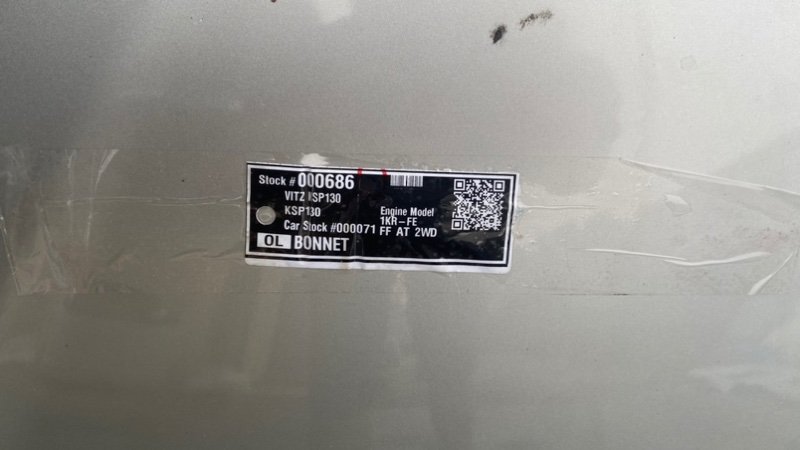 Stock # 000686
VITZ KSP130
KSP130
Engine Model
1KR-FE
Car Stock #000071 FF AT 2WD
OL BONNET